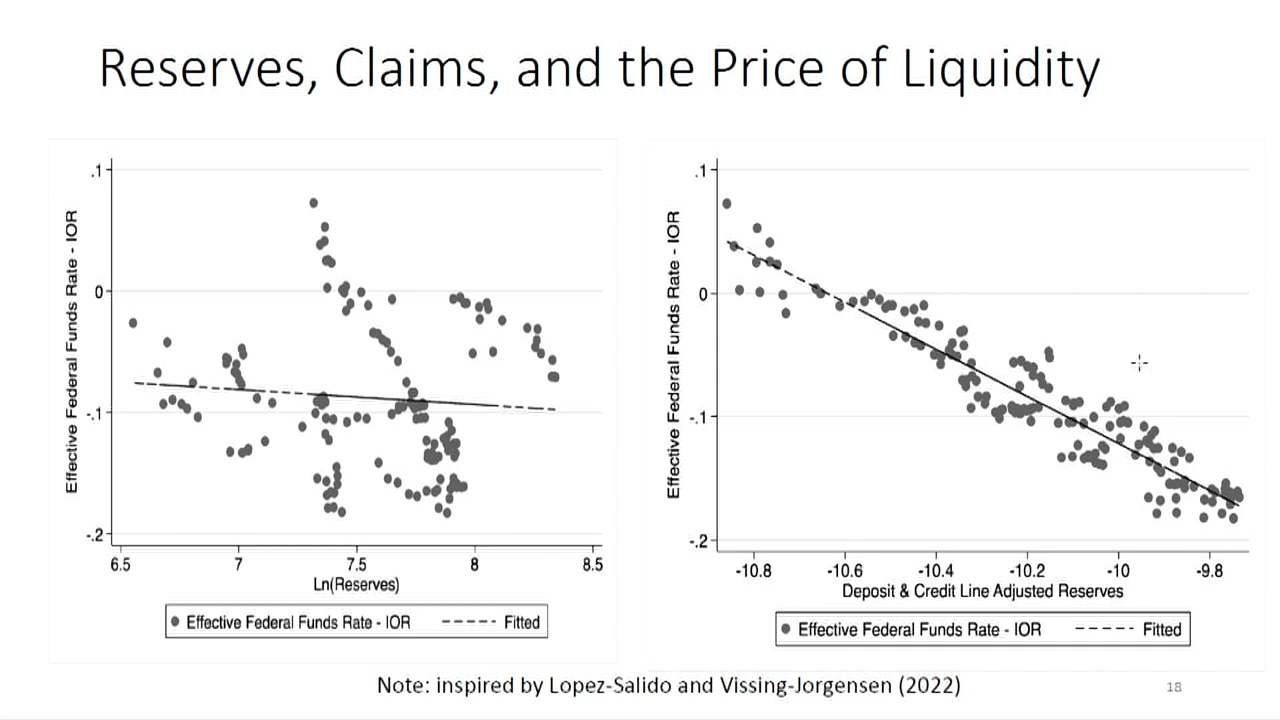 Reserves, Claims, and the Price of Liquidity
Effective Federal Funds Rate - IOR
.1
0
-.1
-.2
6.5 7 7.5 8 8.5
Ln(Reserves)
Effective Federal Funds Rate - IOR Fitted
Effective Federal Funds Rate - IOR
.1
0
-.1
-.2
-10.8 -10.6 -10.4 -10.2 -10 -9.8
Deposit & Credit Line Adjusted Reserves
Effective Federal Funds Rate - IOR Fitted
Note: inspired by Lopez-Salido and Vissing-Jorgensen (2022)
18